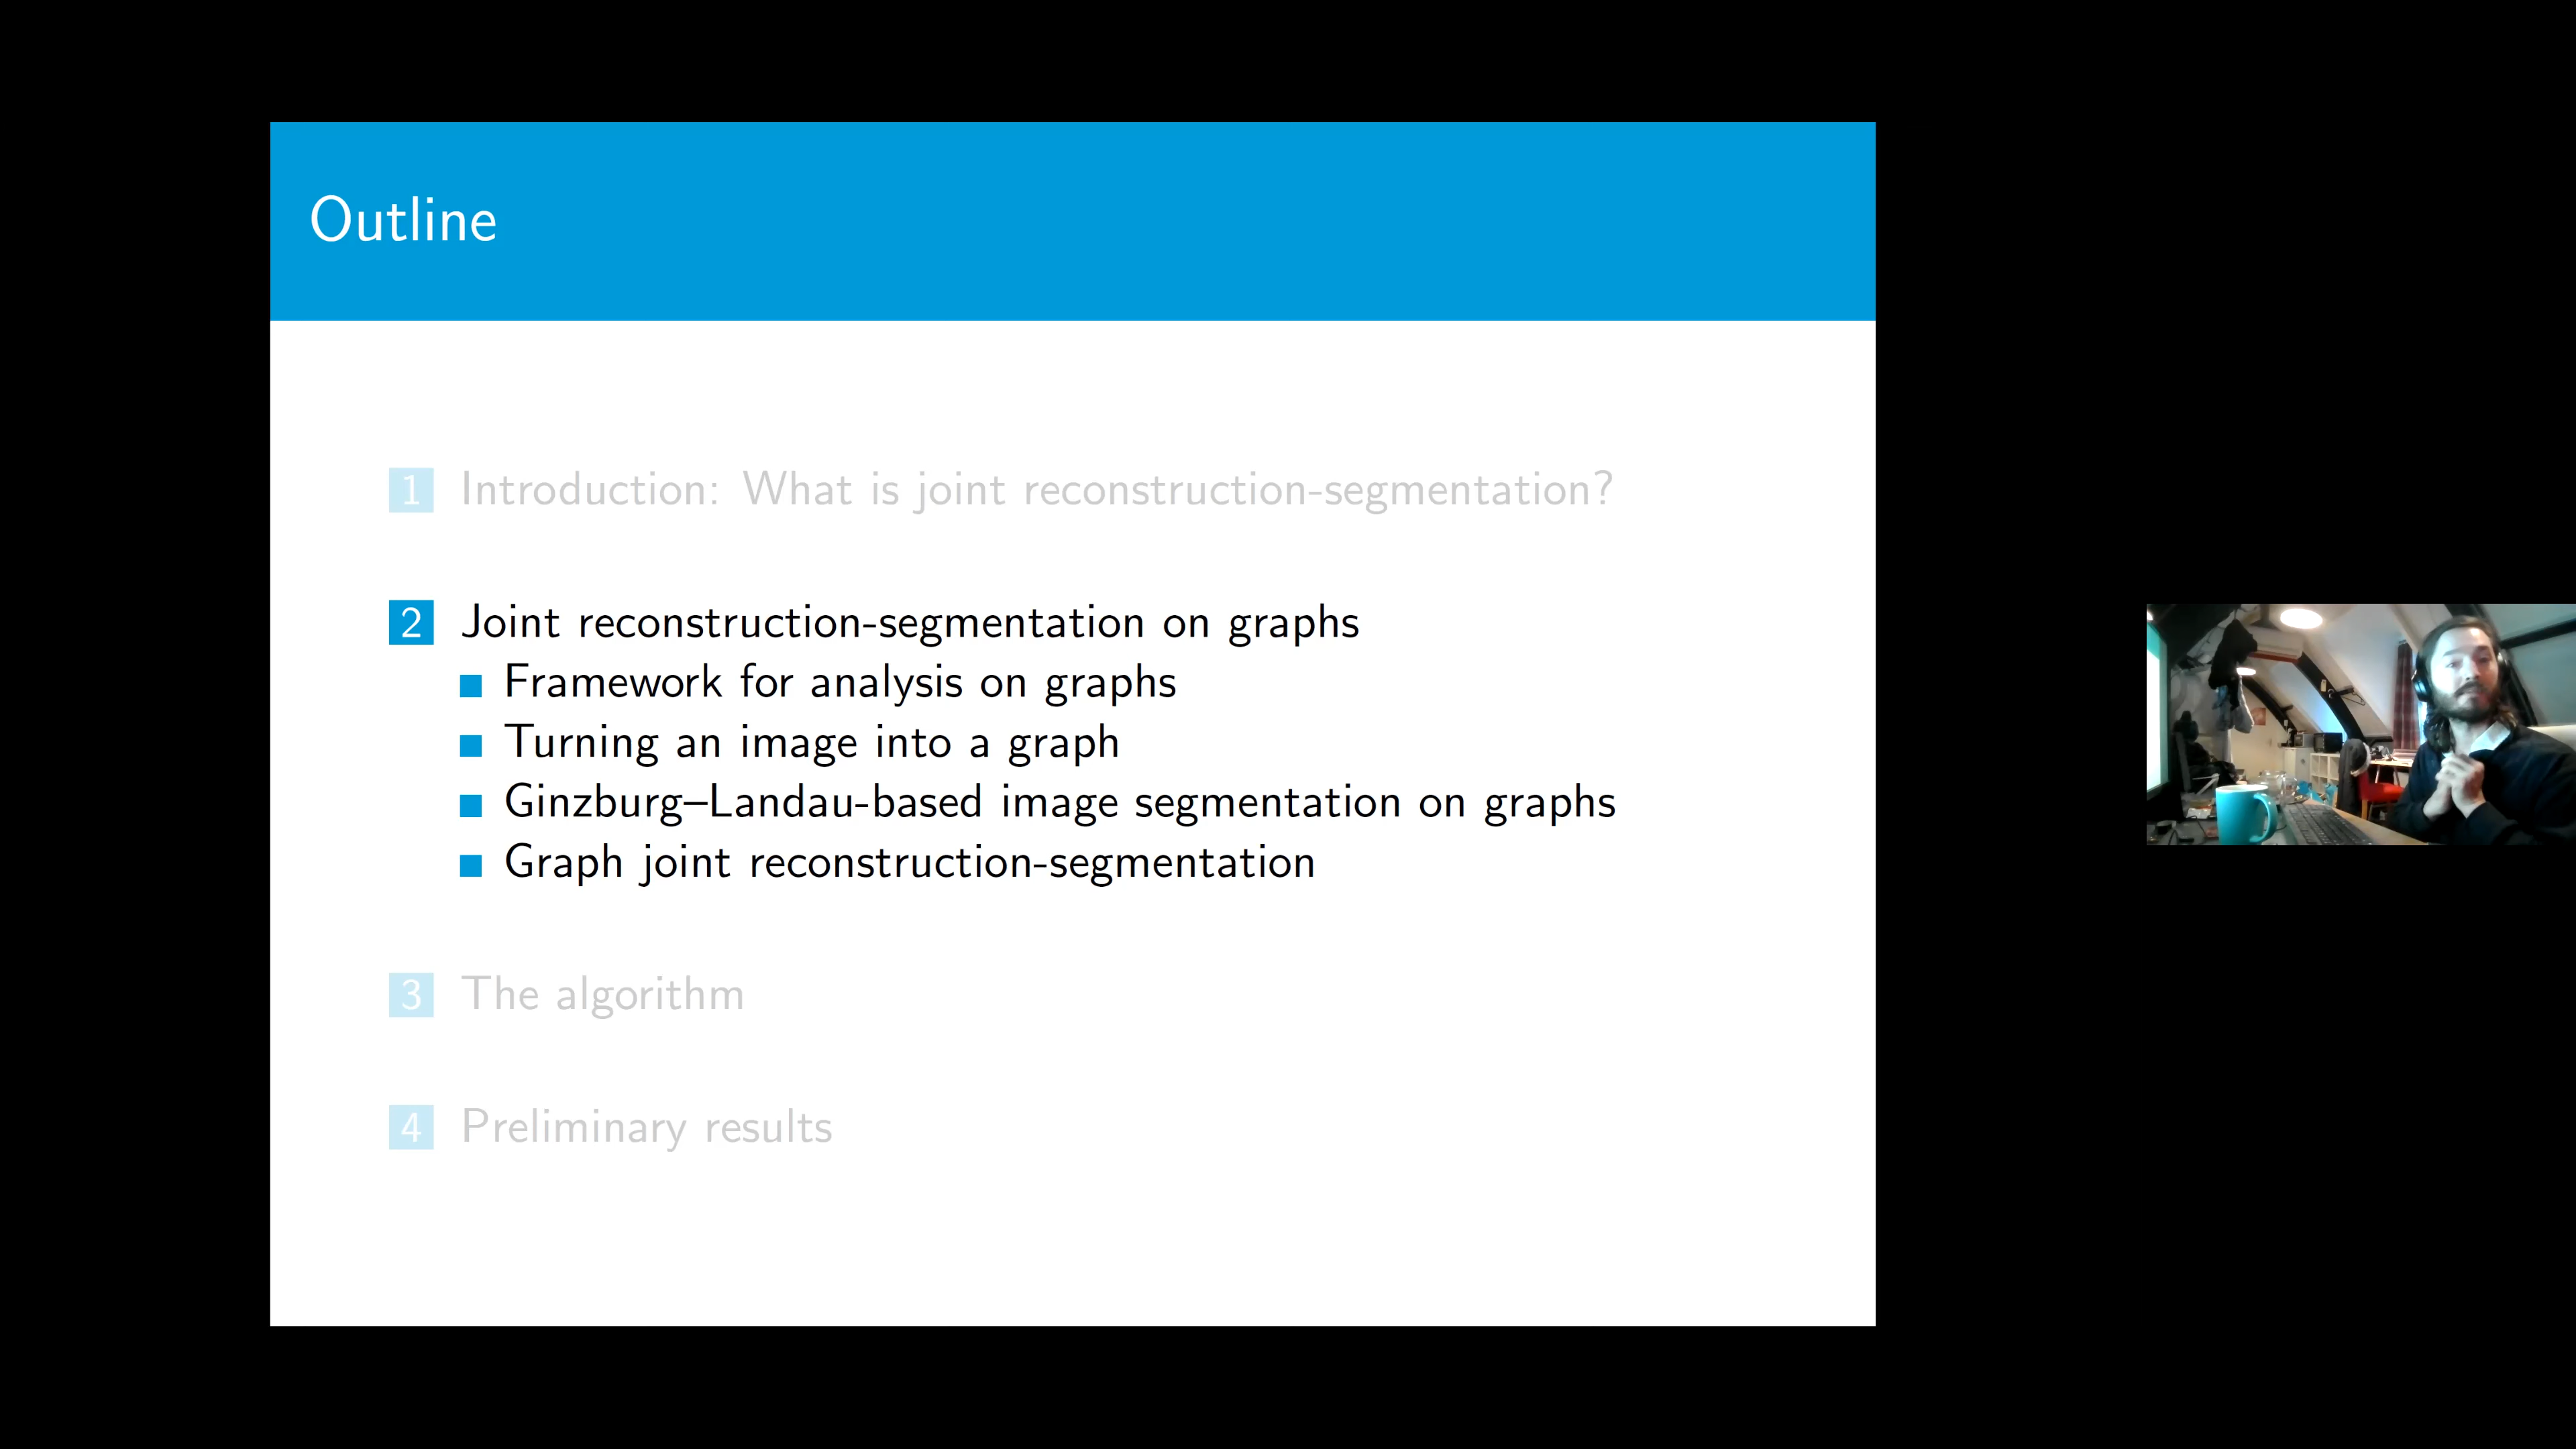 Outline
1 Introduction: What is joint reconstruction-segmentation?
2 Joint reconstruction-segmentation on graphs
Framework for analysis on graphs
Turning an image into a graph
Ginzburg–Landau-based image segmentation on graphs
Graph joint reconstruction-segmentation
3 The algorithm
4 Preliminary results